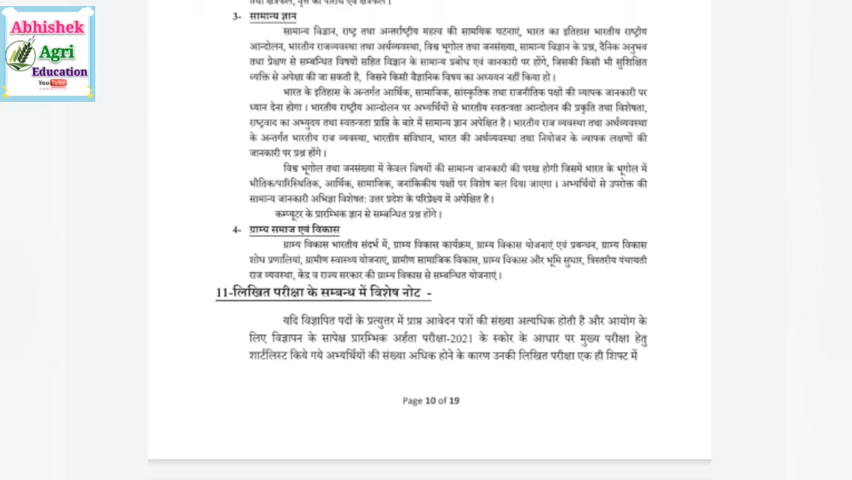 Abhishek
Agri
Education
You
3- सामान्य ज्ञान
सामान्य विज्ञान, राष्ट्र तथा अन्तर्राष्ट्रीय महत्व की सामयिक घटनाएं, भारत का इतिहास भारतीय राष्ट्रीय
आन्दोलन, भारतीय राजव्यवस्था तथा अर्थव्यवस्था, विश्व भूगोल तथा जनसंख्या, सामान्य विज्ञान के प्रश्न, दैनिक अनुभव
तथा प्रेक्षण से सम्बन्धित विषयों सहित विज्ञान के सामान्य प्रबोध एवं जानकारी पर होंगे, जिसकी किसी भी सुशिक्षित
व्यक्ति से अपेक्षा की जा सकती है, जिसने किसी वैज्ञानिक विषय का अध्ययन नहीं किया हो।
भारत के इतिहास के अन्तर्गत आर्थिक, सामाजिक, सांस्कृतिक तथा राजनीतिक पक्षों की व्यापक जानकारी पर
ध्यान देना होगा। भारतीय राष्ट्रीय आन्दोलन पर अभ्यर्थियों से भारतीय स्वतन्त्रता आन्दोलन की प्रकृति तथा विशेषता,
राष्ट्रवाद का अभ्युदय तथा स्वतन्त्रता प्राप्ति के बारे में सामान्य ज्ञान अपेक्षित है। भारतीय राज व्यवस्था तथा अर्थव्यवस्था
के अन्तर्गत भारतीय राज व्यवस्था, भारतीय संविधान, भारत की अर्थव्यवस्था तथा नियोजन के व्यापक लक्षणों की
जानकारी पर प्रश्न होंगे।
विश्व भूगोल तथा जनसंख्या में केवल विषयों की सामान्य जानकारी की परख होगी जिसमें भारत के भूगोल में
भौतिक/पारिस्थितिक, आर्थिक, सामाजिक, जनांकिकीय पक्षों पर विशेष बल दिया जाएगा। अभ्यर्थियों से उपरोक्त की
सामान्य जानकारी अभिज्ञा विशेषत: उत्तर प्रदेश के परिप्रेक्ष्य में अपेक्षित है।
कम्प्यूटर के प्रारम्भिक ज्ञान से सम्बन्धित प्रश्न होंगे।
4- ग्राम्य समाज एवं विकास
ग्राम्य विकास भारतीय संदर्भ में, ग्राम्य विकास कार्यक्रम, ग्राम्य विकास योजनाएं एवं प्रबन्धन, ग्राम्य विकास
शोध प्रणालियां, ग्रामीण स्वास्थ्य योजनाएं, ग्रामीण सामाजिक विकास, ग्राम्य विकास और भूमि सुधार, त्रिस्तरीय पंचायती
राज व्यवस्था, केंद्र व राज्य सरकार की ग्राम्य विकास से सम्बन्धित योजनाएं।
11-लिखित परीक्षा के सम्बन्ध में विशेष नोट -
यदि विज्ञापित पदों के प्रत्युत्तर में प्राप्त आवेदन पत्रों की संख्या अत्यधिक होती है और आयोग के
लिए विज्ञापन के सापेक्ष प्रारम्भिक अर्हता परीक्षा-2021 के स्कोर के आधार पर मुख्य परीक्षा हेतु
शार्टलिस्ट किये गये अभ्यर्थियों की संख्या अधिक होने के कारण उनकी लिखित परीक्षा एक ही शिफ्ट में
Page 10 of 19